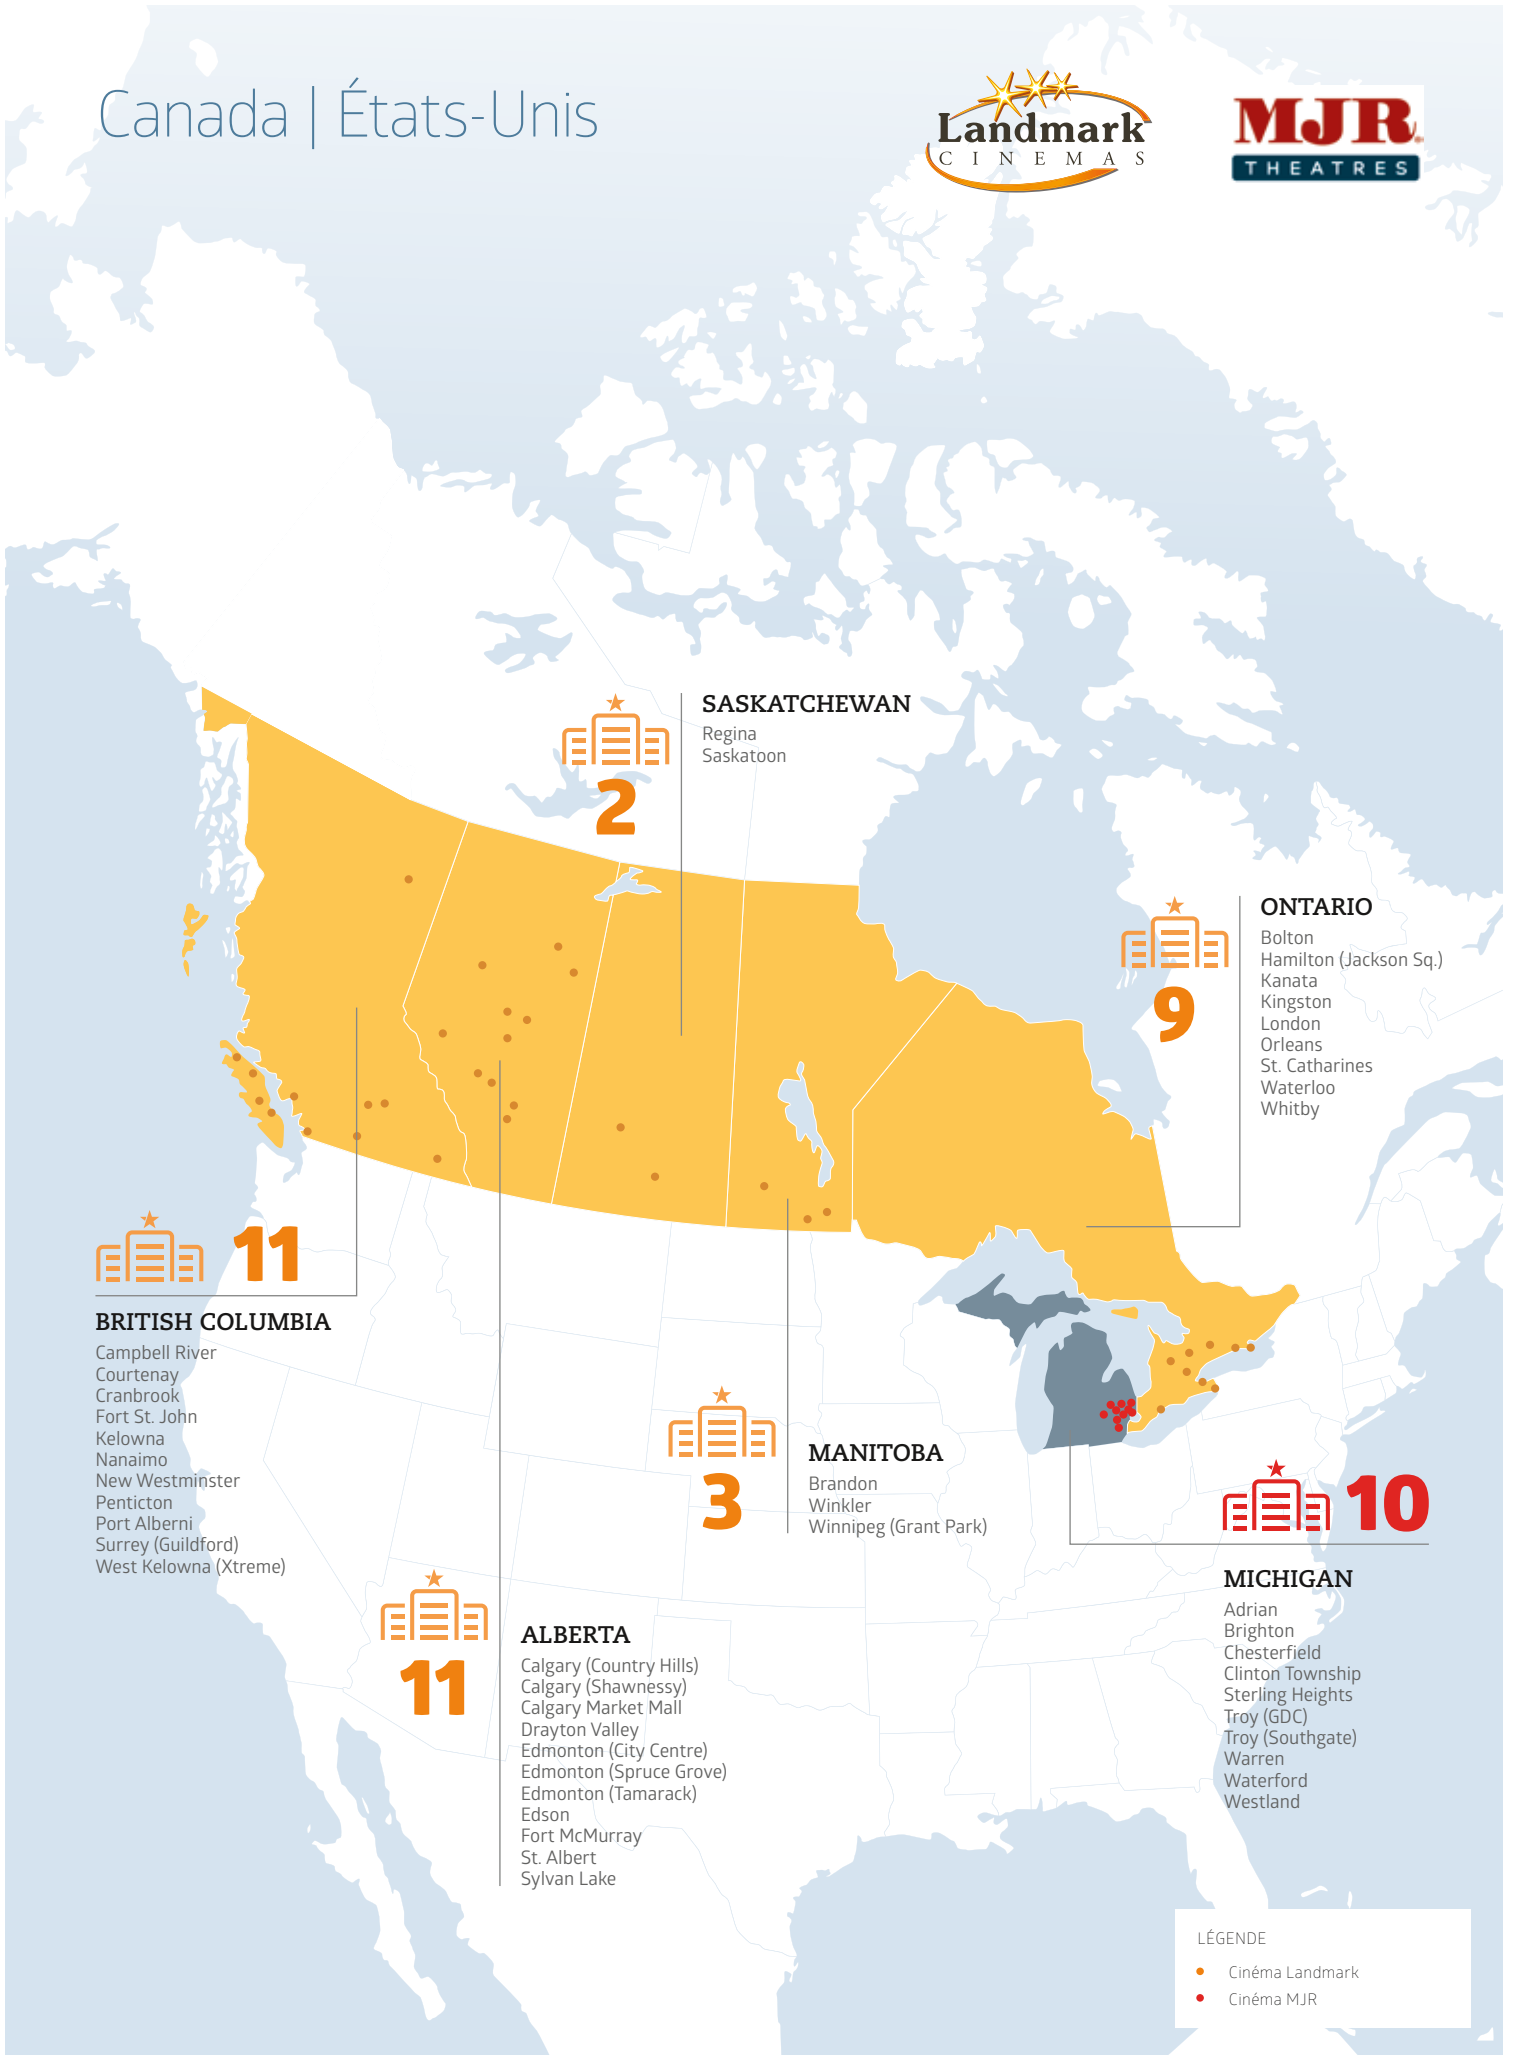 Canada | États-Unis
Landmark
CINEMAS
MJR
THEATRES
2
SASKATCHEWAN
Regina
Saskatoon
9
ONTARIO
Bolton
Hamilton (Jackson Sq.)
Kanata
Kingston
London
Orleans
St. Catharines
Waterloo
Whitby
11
BRITISH COLUMBIA
Campbell River
Courtenay
Cranbrook
Fort St. John
Kelowna
Nanaimo
New Westminster
Penticton
Port Alberni
Surrey (Guildford)
West Kelowna (Xtreme)
3
MANITOBA
Brandon
Winkler
Winnipeg (Grant Park)
10
MICHIGAN
Adrian
Brighton
Chesterfield
Clinton Township
Sterling Heights
Troy (GDC)
Troy (Southgate)
Warren
Waterford
Westland
11
ALBERTA
Calgary (Country Hills)
Calgary (Shawnessy)
Calgary Market Mall
Drayton Valley
Edmonton (City Centre)
Edmonton (Spruce Grove)
Edmonton (Tamarack)
Edson
Fort McMurray
St. Albert
Sylvan Lake
LÉGENDE
Cinéma Landmark
Cinéma MJR